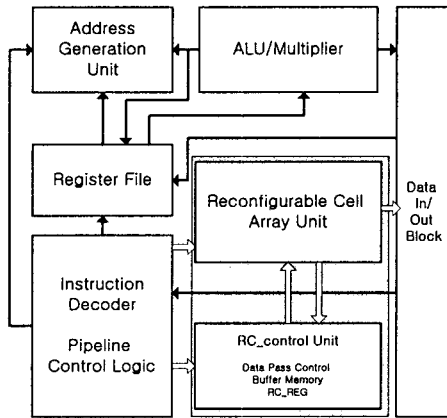 Address
Generation
Unit
ALU/Multiplier
Register File
Reconfigurable Cell
Array Unit
Data
In/
Out
Block
Instruction
Decoder
Pipeline
Control Logic
RC_control Unit
Data Pass Control
Buffer Memory
RC_REG